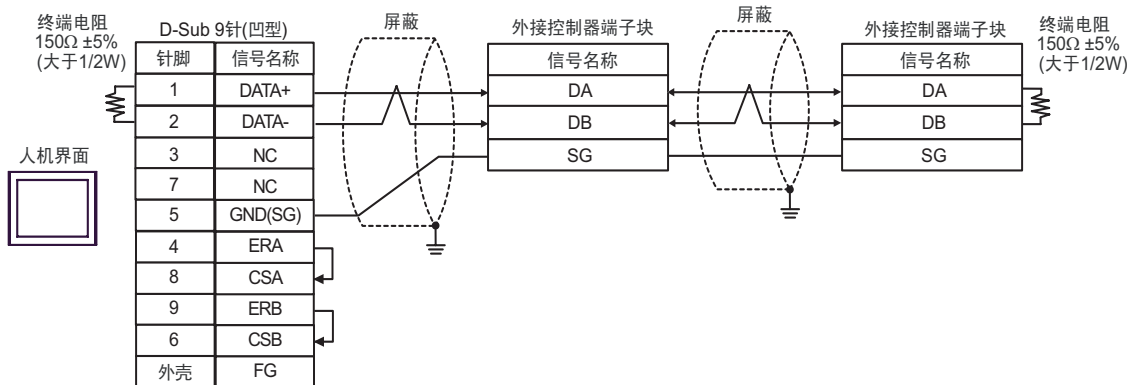 终端电阻
150Ω ±5%
(大于1/2W)
D-Sub 9针(凹型)
屏蔽
外接控制器端子块
屏蔽
外接控制器端子块
终端电阻
150Ω ±5%
(大于1/2W)
人机界面
针脚 信号名称
1 DATA+
2 DATA-
3 NC
7 NC
5 GND(SG)
4 ERA
8 CSA
9 ERB
6 CSB
外壳 FG
信号名称
DA
DB
SG
信号名称
DA
DB
SG